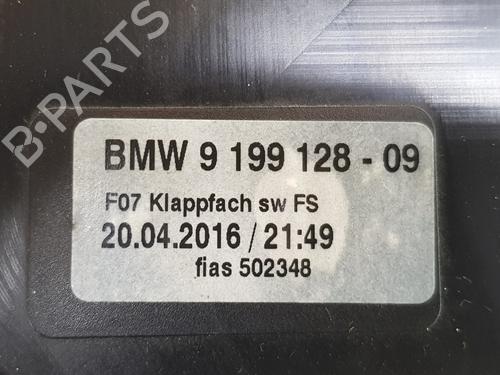 B-PARTS
BMW 9 199 128 - 09
F07 Klappfach sw FS
20.04.2016 / 21:49
fias 502348